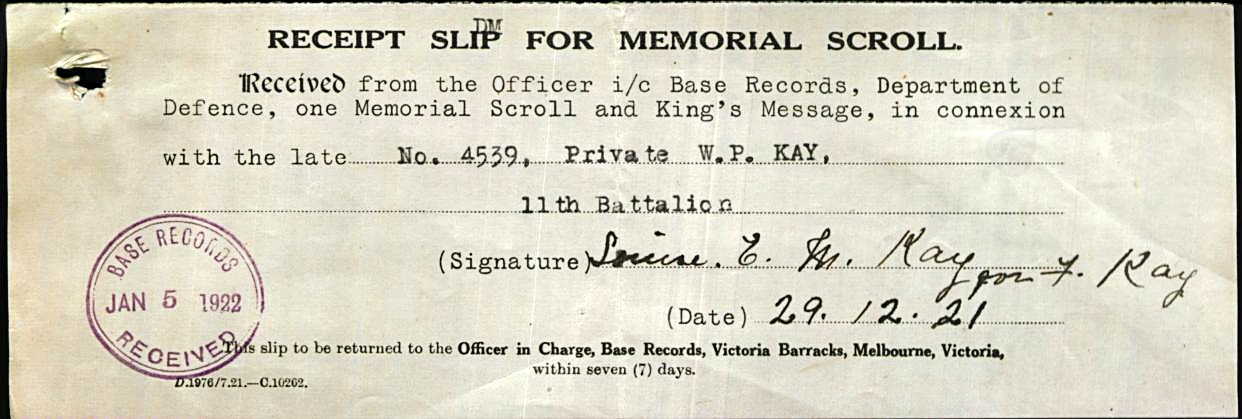 DM
RECEIPT SLIP FOR MEMORIAL SCROLL.
Received from the Officer i/c Base Records, Department of
Defence, one Memorial Scroll and King's Message, in connexion
with the late No. 4539, Private W.P. KAY,
11th Battalion
(Signature) Louise. E. M. Kay for F. Kay
(Date) 29. 12. 21
BASE RECORDS
JAN 5 1922
RECEIVED
This slip to be returned to the Officer in Charge, Base Records, Victoria Barracks, Melbourne, Victoria,
within seven (7) days.
D.1976/7.21.—C.10262.